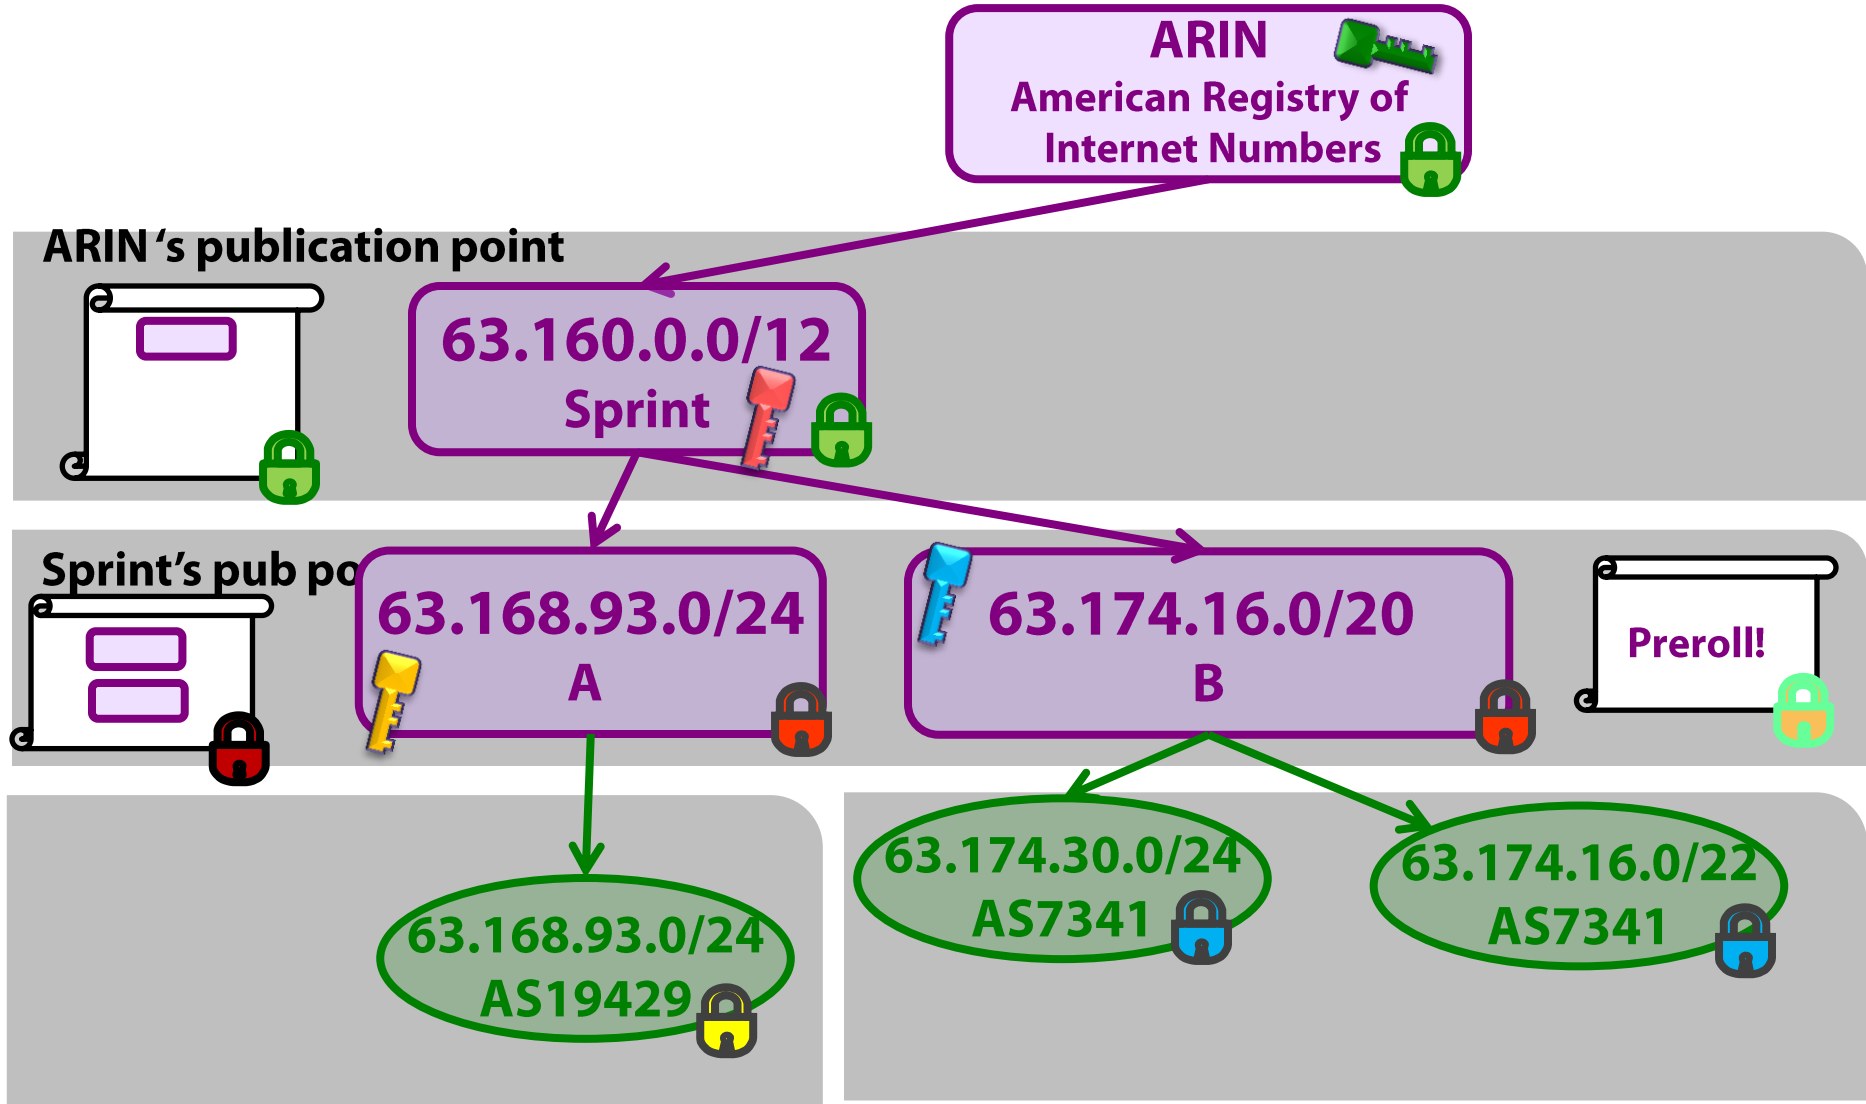 ARIN
American Registry of
Internet Numbers
ARIN ‘s publication point
63.160.0.0/12
Sprint
Sprint’s pub po
63.168.93.0/24
A
63.174.16.0/20
B
Preroll!
63.174.30.0/24
AS7341
63.174.16.0/22
AS7341
63.168.93.0/24
AS19429